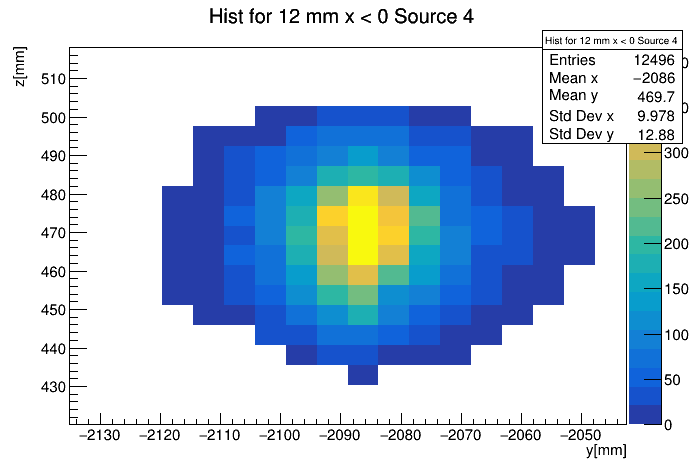 Hist for 12 mm x < 0 Source 4
z[mm]
Hist for 12 mm x < 0 Source 4
Entries 12496
Mean x −2086
Mean y 469.7
Std Dev x 9.978
Std Dev y 12.88
510
500
490
480
470
460
450
440
430
300
250
200
150
100
50
0
−2130 −2120 −2110 −2100 −2090 −2080 −2070 −2060 −2050
y[mm]